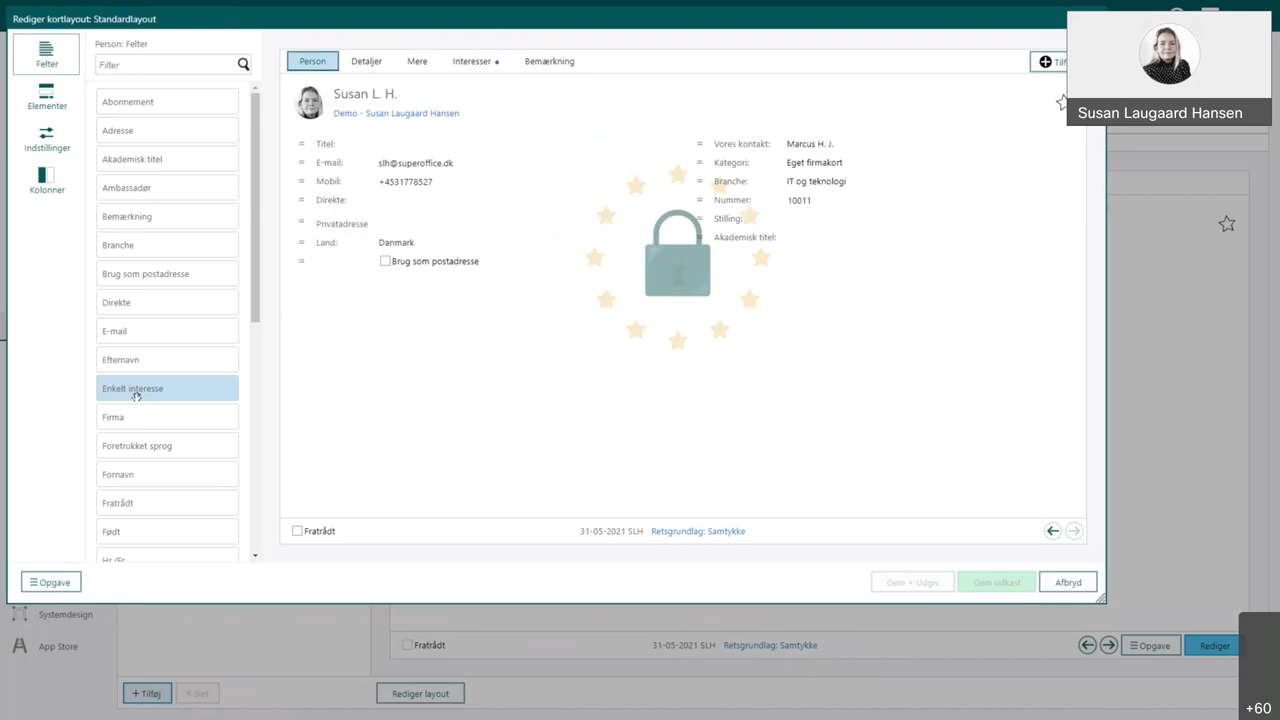 Rediger kortlayout: Standardlayout
Felter
Elementer
Indstillinger
Kolonner
Person: Felter
Filter
Abonnement
Adresse
Akademisk titel
Ambassadør
Bemærkning
Branche
Brug som postadresse
Direkte
E-mail
Efternavn
Enkelt interesse
Firma
Foretrukket sprog
Fornavn
Fratrådt
Født
Hr./Fr.
Person
Detaljer
Mere
Interesser
Bemærkning
Susan L. H.
Demo - Susan Laugaard Hansen
Titel:
E-mail: slh@superoffice.dk
Mobil: +4531778527
Direkte:
Privatadresse
Land: Danmark
Brug som postadresse
Vores kontakt: Marcus H. J.
Kategori: Eget firmakort
Branche: IT og teknologi
Nummer: 10011
Stilling:
Akademisk titel:
Fratrådt
31-05-2021 SLH Retsgrundlag: Samtykke
Opgave
Gem + Udgiv
Gem udkast
Afbryd
Susan Laugaard Hansen
Systemdesign
App Store
Fratrådt
31-05-2021 SLH Retsgrundlag: Samtykke
Opgave
Rediger
+ Tilføj
× Slet
Rediger layout
+60